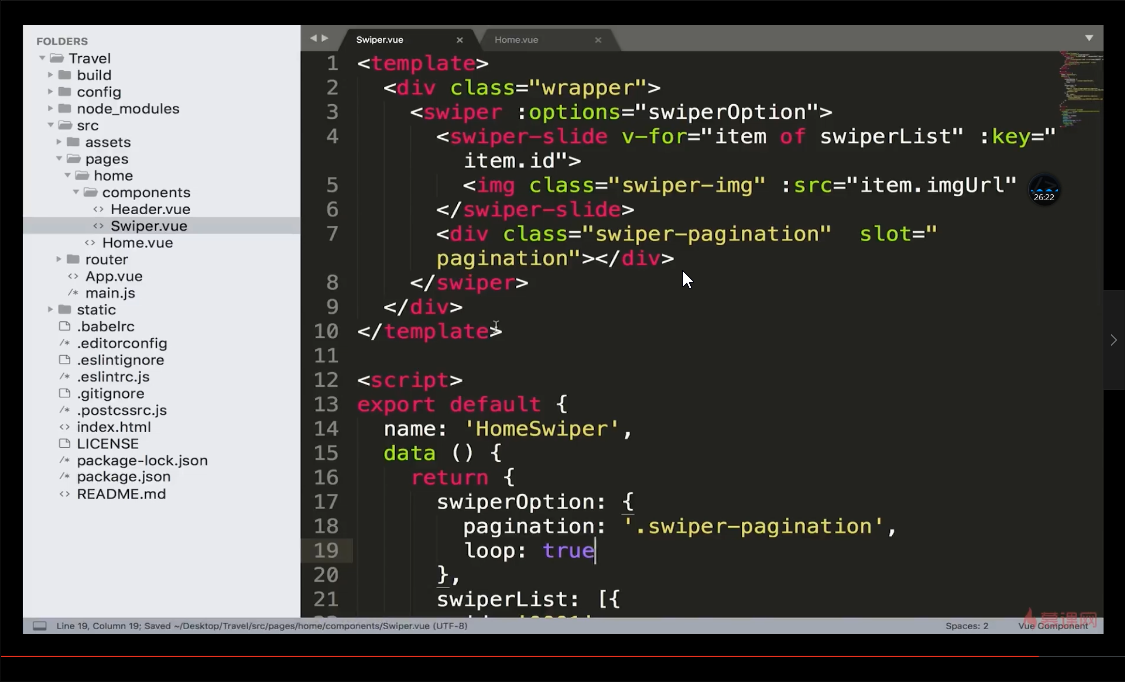 FOLDERS
Travel
build
config
node_modules
src
assets
pages
home
components
Header.vue
Swiper.vue
Home.vue
router
App.vue
main.js
static
.babelrc
.editorconfig
.eslintignore
.eslintrc.js
.gitignore
.postcssrc.js
index.html
LICENSE
package-lock.json
package.json
README.md
Swiper.vue
Home.vue
1 <template>
2 <div class="wrapper">
3 <swiper :options="swiperOption">
4 <swiper-slide v-for="item of swiperList" :key="
item.id">
5 <img class="swiper-img" :src="item.imgUrl"
6 </swiper-slide>
7 <div class="swiper-pagination" slot="
pagination"></div>
8 </swiper>
9 </div>
10 </template>
11
12 <script>
13 export default {
14 name: 'HomeSwiper',
15 data () {
16 return {
17 swiperOption: {
18 pagination: '.swiper-pagination',
19 loop: true
20 },
21 swiperList: [{
26:22
Line 19, Column 19; Saved ~/Desktop/Travel/src/pages/home/components/Swiper.vue (UTF-8)
Spaces: 2
Vue Component